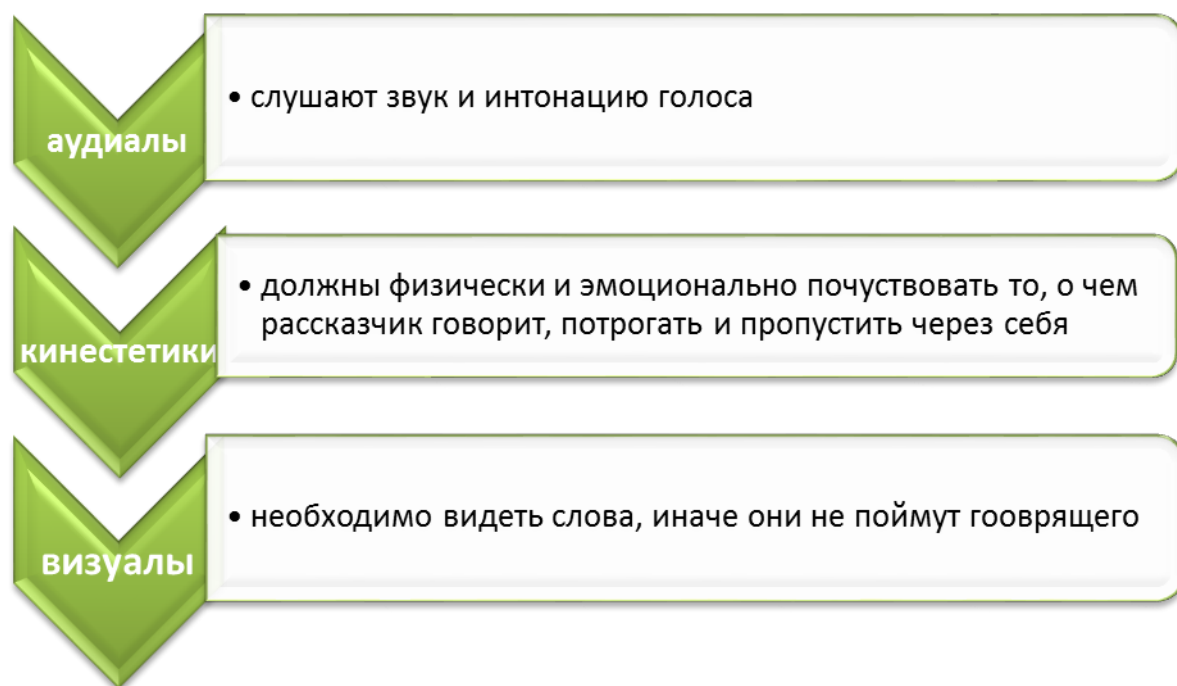 аудиалы
• слушают звук и интонацию голоса
кинестетики
• должны физически и эмоционально почуствовать то, о чем
рассказчик говорит, потрогать и пропустить через себя
визуалы
• необходимо видеть слова, иначе они не поймут гооврящего